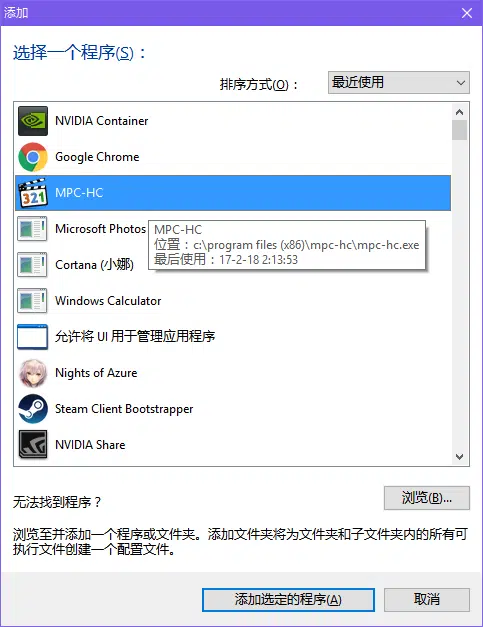 添加
选择一个程序(S)：
排序方式(O)：
最近使用
NVIDIA Container
Google Chrome
MPC-HC
Microsoft Photos
MPC-HC
位置：c:\program files (x86)\mpc-hc\mpc-hc.exe
最后使用：17-2-18 2:13:53
Cortana (小娜)
Windows Calculator
允许将 UI 用于管理应用程序
Nights of Azure
Steam Client Bootstrapper
NVIDIA Share
无法找到程序？
浏览(B)...
浏览至并添加一个程序或文件夹。添加文件夹将为文件夹和子文件夹内的所有可
执行文件创建一个配置文件。
添加选定的程序(A)
取消